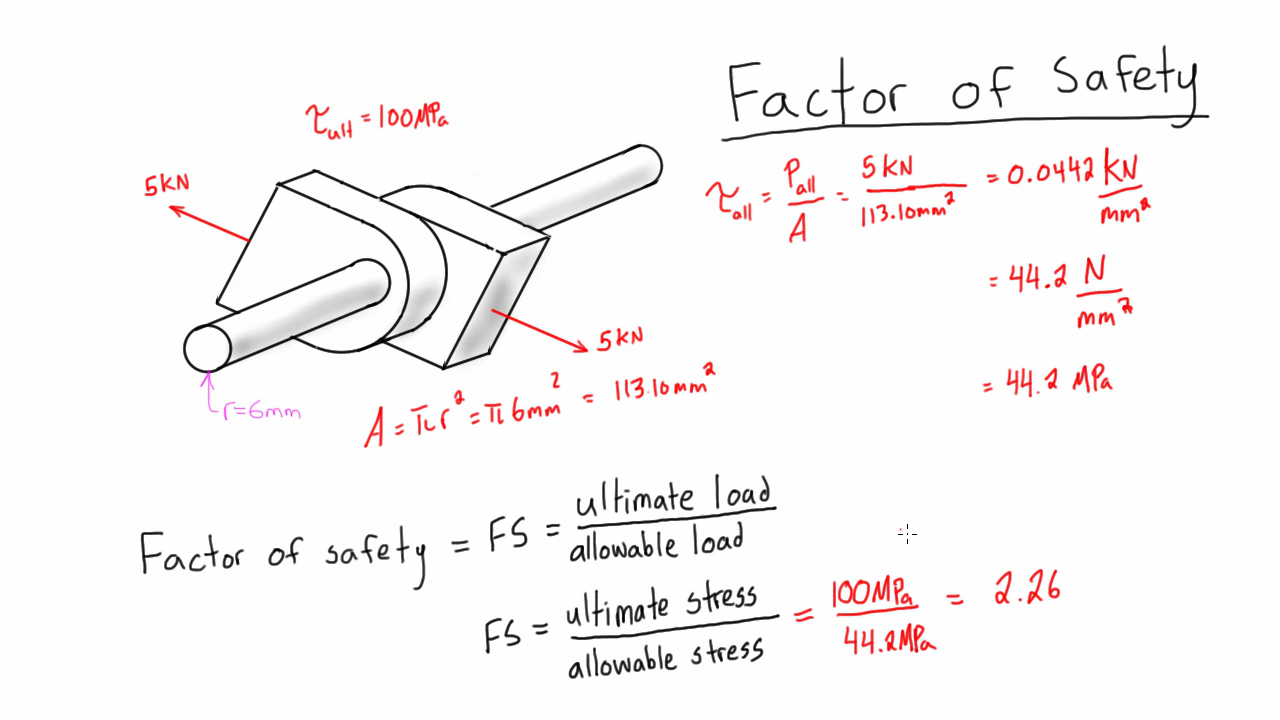 Factor of Safety
τult = 100MPa
5kN
5kN
r=6mm
A = πr² = π6mm² = 113.10mm²
τall = Pall / A = 5kN / 113.10mm² = 0.0442 kN / mm²
= 44.2 N / mm²
= 44.2 MPa
Factor of safety = FS = ultimate load / allowable load
FS = ultimate stress / allowable stress = 100MPa / 44.2MPa = 2.26